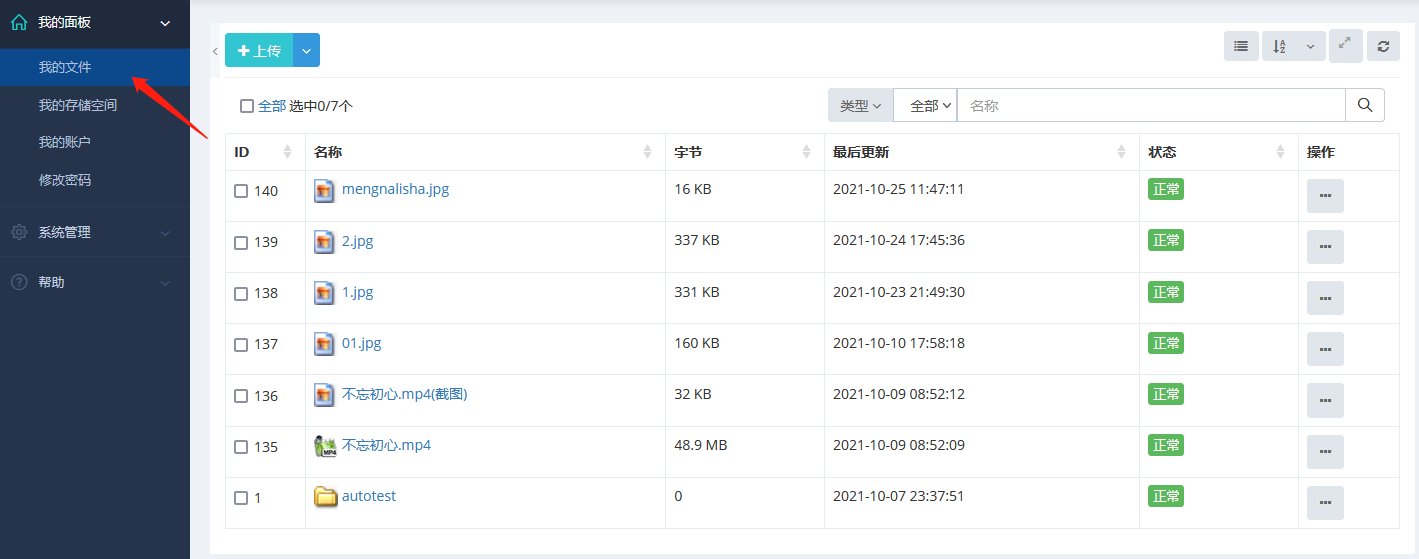 我的面板
我的文件
我的存储空间
我的账户
修改密码
系统管理
帮助
上传
全部 选中0/7个
类型 全部 名称
ID 名称 字节 最后更新 状态 操作
140 mengnalisha.jpg 16 KB 2021-10-25 11:47:11 正常
139 2.jpg 337 KB 2021-10-24 17:45:36 正常
138 1.jpg 331 KB 2021-10-23 21:49:30 正常
137 01.jpg 160 KB 2021-10-10 17:58:18 正常
136 不忘初心.mp4(截图) 32 KB 2021-10-09 08:52:12 正常
135 MP4 不忘初心.mp4 48.9 MB 2021-10-09 08:52:09 正常
1 autotest 0 2021-10-07 23:37:51 正常